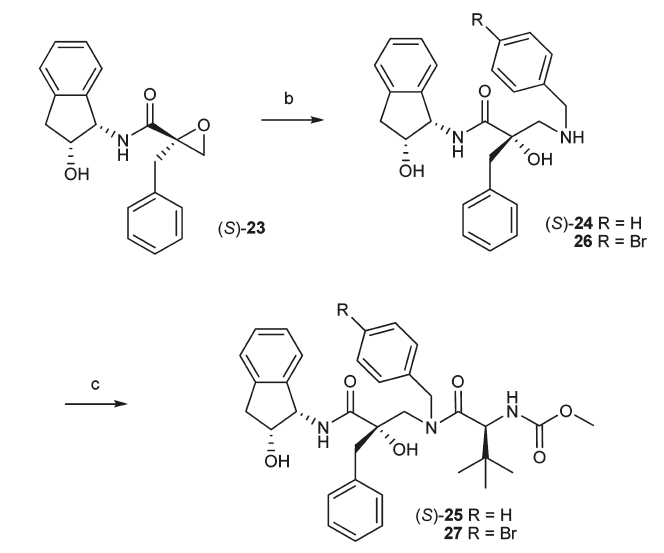 R
O
O
N
H
OH
b
O
N
H
OH
OH
NH
(S)-23
(S)-24 R = H
26 R = Br
c
R
O
N
H
OH
OH
N
O
H
N
O
O
(S)-25 R = H
27 R = Br